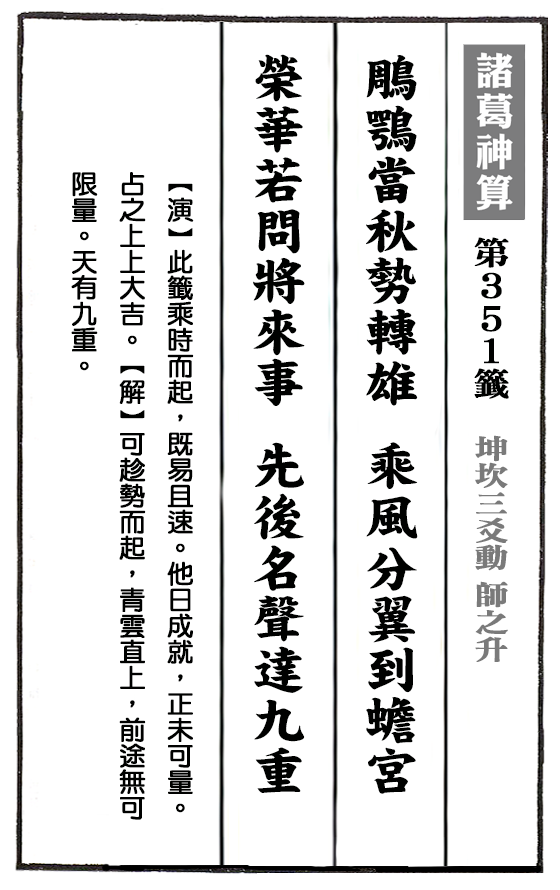 諸葛神算 第351籤 坤坎三爻動 師之升
鵰鶚當秋勢轉雄 乘風分翼到蟾宮
榮華若問將來事 先後名聲達九重
【演】此籤乘時而起，既易且速。他日成就，正未可量。
占之上上大吉。【解】可趁勢而起，青雲直上，前途無可
限量。天有九重。